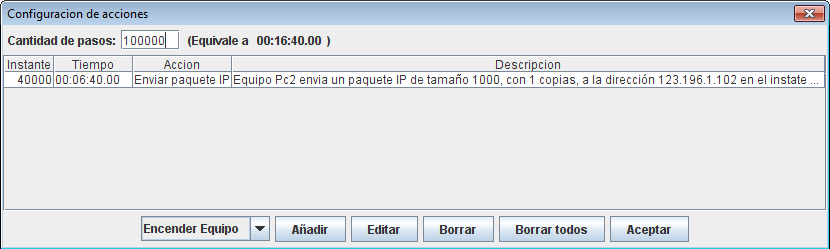 Configuracion de acciones
Cantidad de pasos: 100000 (Equivale a 00:16:40.00 )
Instante Tiempo Accion Descripcion
40000 00:06:40.00 Enviar paquete IP Equipo Pc2 envia un paquete IP de tamaño 1000, con 1 copias, a la dirección 123.196.1.102 en el instate ...
Encender Equipo Añadir Editar Borrar Borrar todos Aceptar